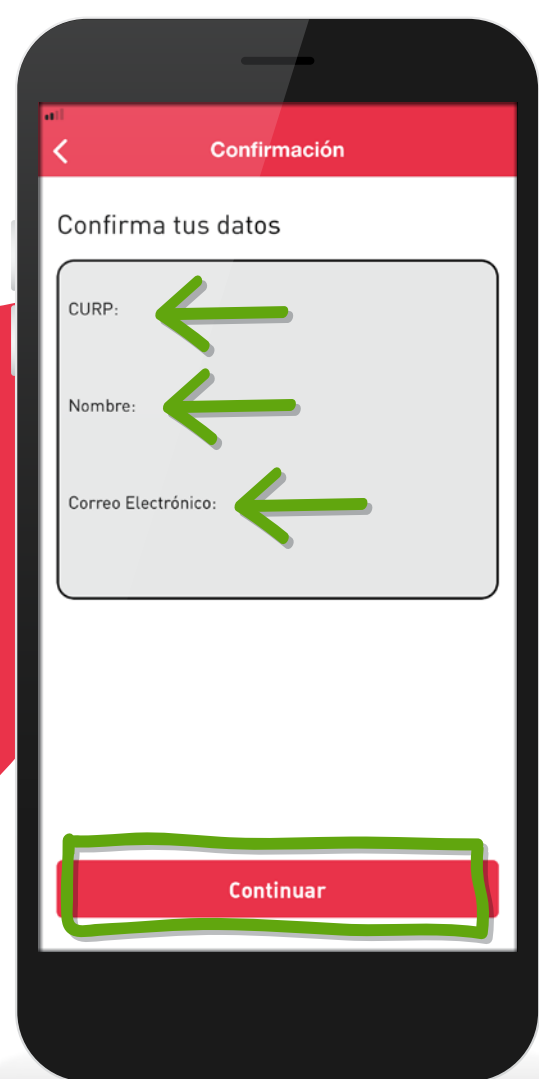 Confirmación
Confirma tus datos
CURP:
Nombre:
Correo Electrónico:
Continuar